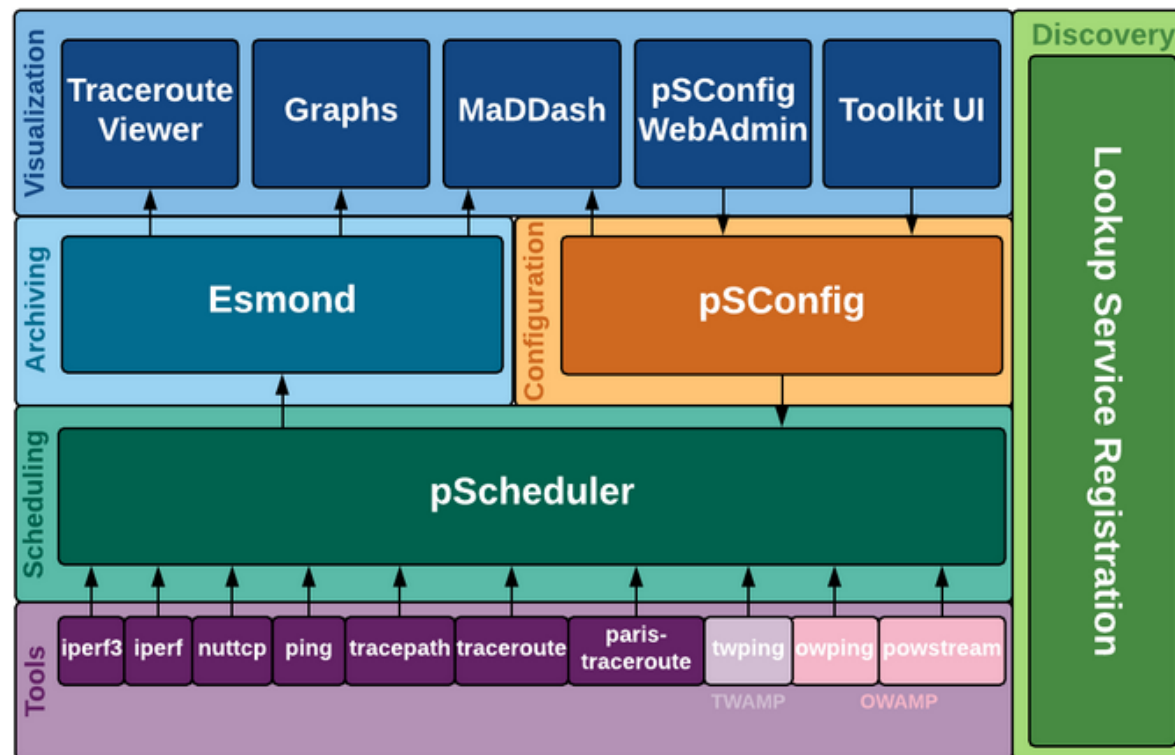 Discovery
Visualization
Traceroute
Viewer
Graphs
MaDDash
pSConfig
WebAdmin
Toolkit UI
Lookup Service Registration
Archiving
Esmond
Configuration
pSConfig
Scheduling
pScheduler
Tools
iperf3
iperf
nuttcp
ping
tracepath
traceroute
paris-
traceroute
twping
owping
powstream
TWAMP
OWAMP